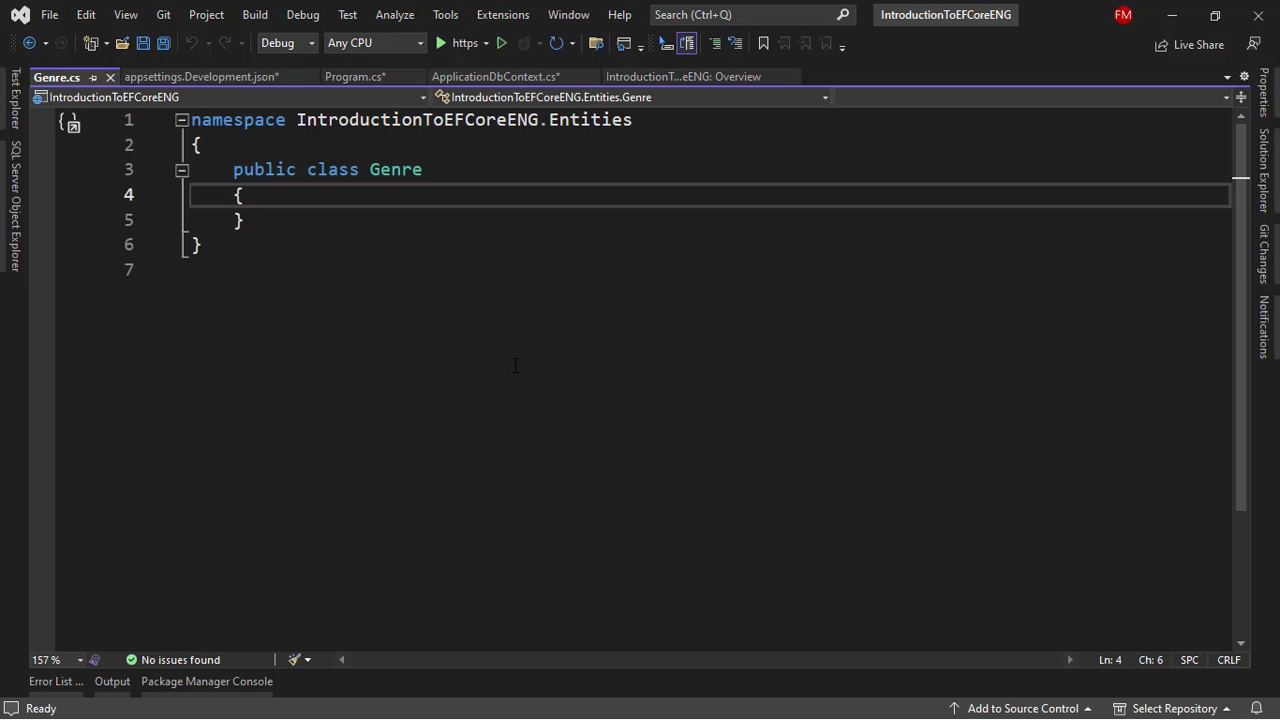 File Edit View Git Project Build Debug Test Analyze Tools Extensions Window Help Search (Ctrl+Q) IntroductionToEFCoreENG FM
Debug Any CPU https Live Share
Genre.cs appsettings.Development.json* Program.cs* ApplicationDbContext.cs* IntroductionT...eENG: Overview
IntroductionToEFCoreENG IntroductionToEFCoreENG.Entities.Genre
1 namespace IntroductionToEFCoreENG.Entities
2 {
3 public class Genre
4 {
5 }
6 }
7
Test Explorer
SQL Server Object Explorer
Properties
Solution Explorer
Git Changes
Notifications
157 % No issues found Ln: 4 Ch: 6 SPC CRLF
Error List ... Output Package Manager Console
Ready Add to Source Control Select Repository